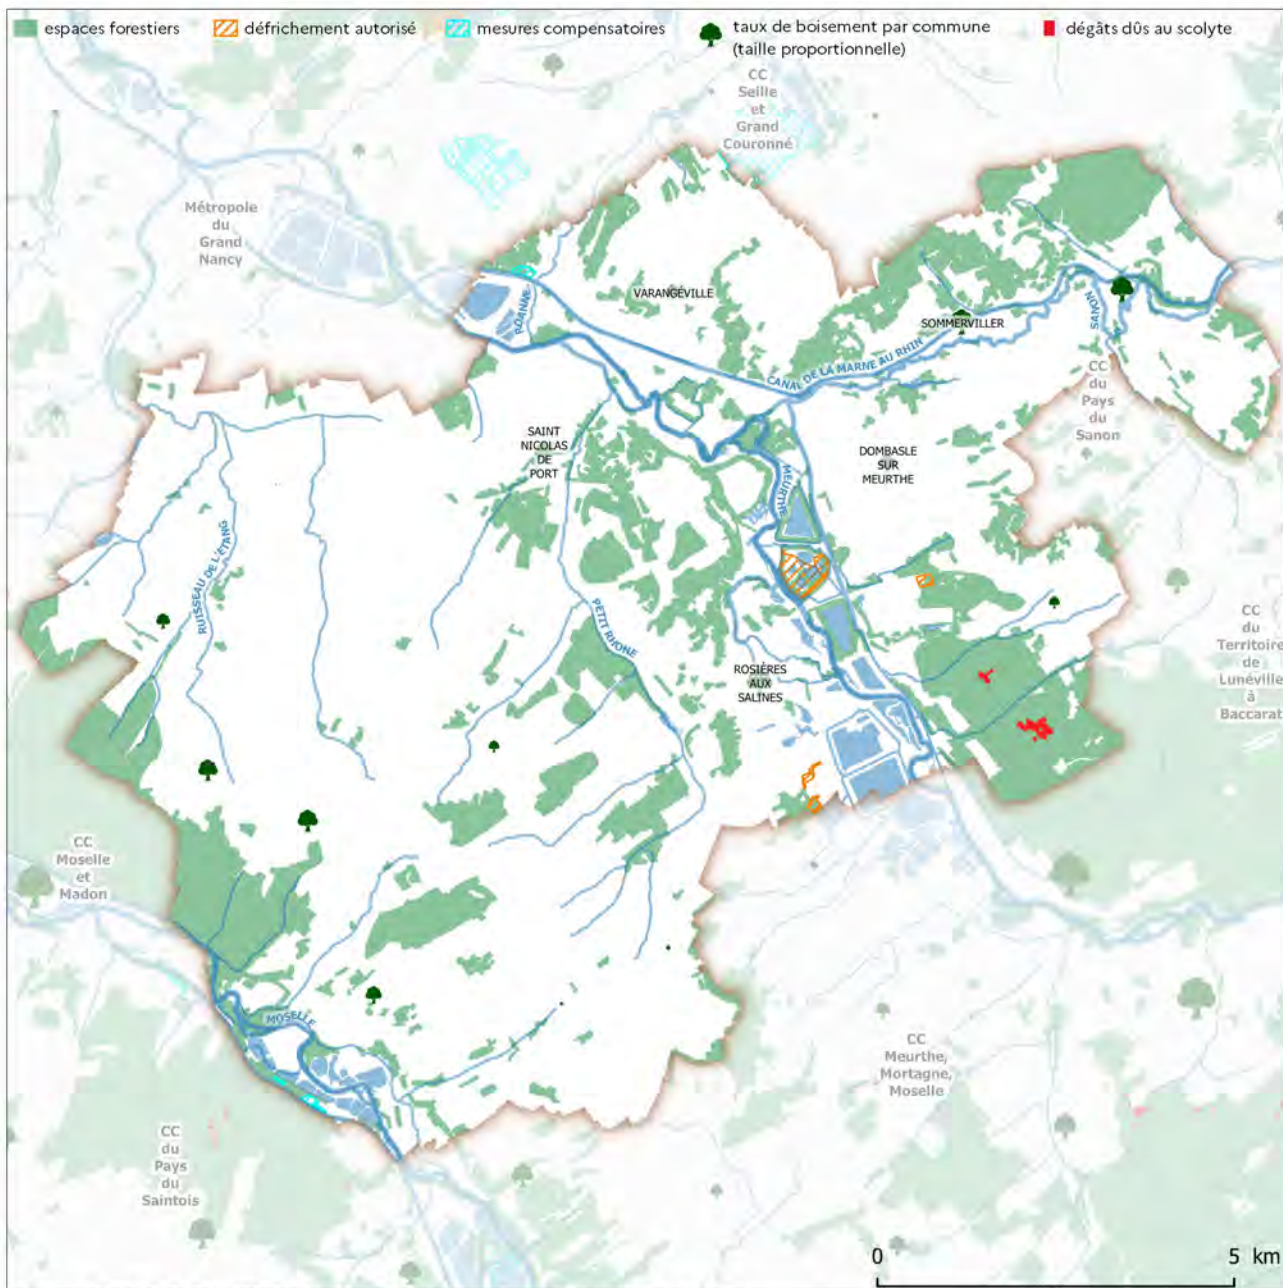 espaces forestiers
défrichement autorisé
mesures compensatoires
taux de boisement par commune
(taille proportionnelle)
dégâts dûs au scolyte
CC
Seille
et
Grand
Couronné
Métropole
du
Grand
Nancy
ROANNE
VARANGÉVILLE
SOMMERVILLER
SANON
CANAL DE LA MARNE AU RHIN
CC
du
Pays
du
Sanon
SAINT
NICOLAS
DE
PORT
DOMBASLE
SUR
MEURTHE
MEURTHE
RUISSEAU DE L'ÉTANG
PETIT RHONE
ROSIÈRES
AUX
SALINES
CC
du
Territoire
de
Lunéville
à
Baccarat
CC
Moselle
et
Madon
MOSELLE
CC
Meurthe,
Mortagne,
Moselle
CC
du
Pays
du
Saintois
0 5 km